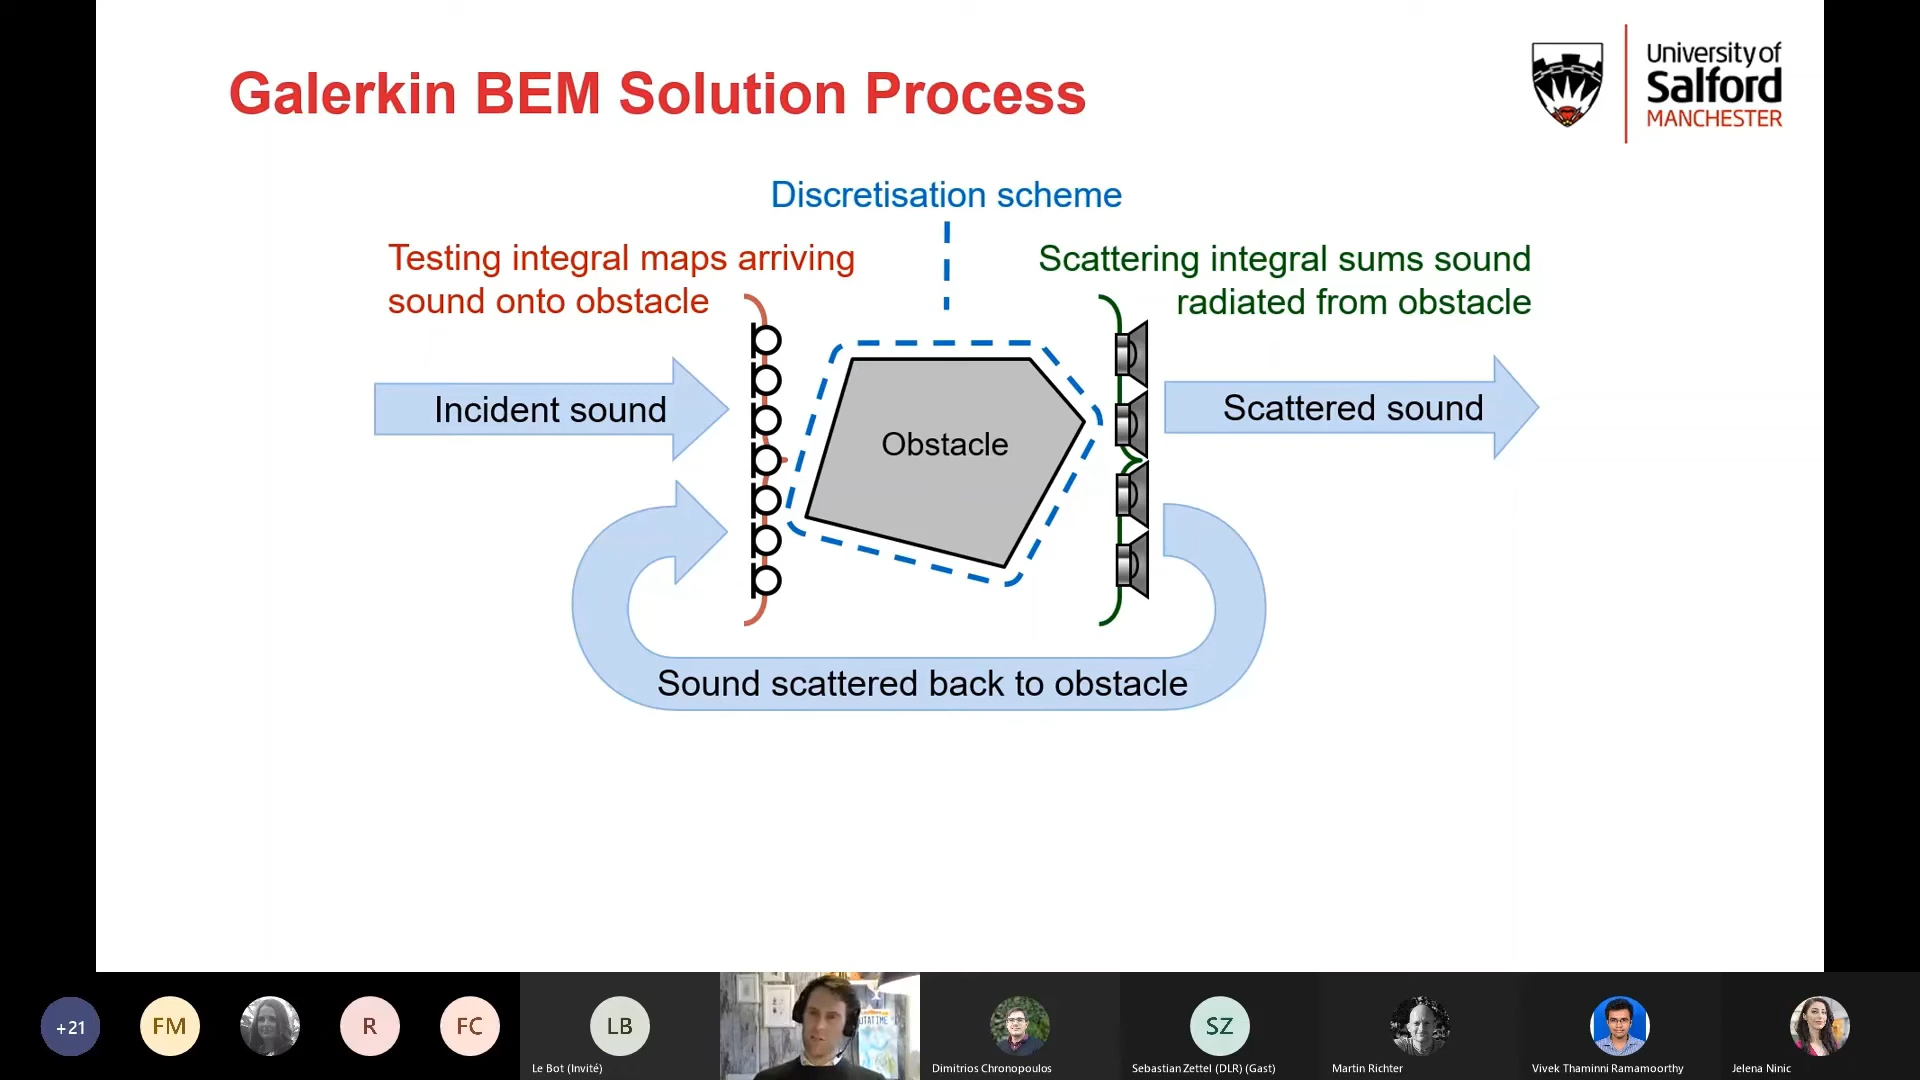 Galerkin BEM Solution Process
University of
Salford
MANCHESTER
Discretisation scheme
Testing integral maps arriving
sound onto obstacle
Scattering integral sums sound
radiated from obstacle
Incident sound
Obstacle
Scattered sound
Sound scattered back to obstacle
+21
FM
R
FC
LB
Le Bot (Invité)
Dimitrios Chronopoulos
SZ
Sebastian Zettel (DLR) (Gast)
Martin Richter
Vivek Thaminni Ramamoorthy
Jelena Ninic